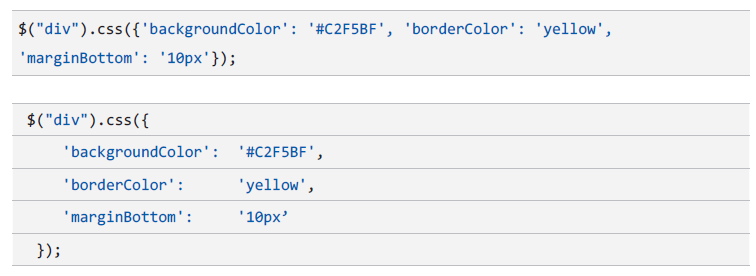 $("div").css({'backgroundColor': '#C2F5BF', 'borderColor': 'yellow',
'marginBottom': '10px'});
$("div").css({
'backgroundColor': '#C2F5BF',
'borderColor': 'yellow',
'marginBottom': '10px’
});